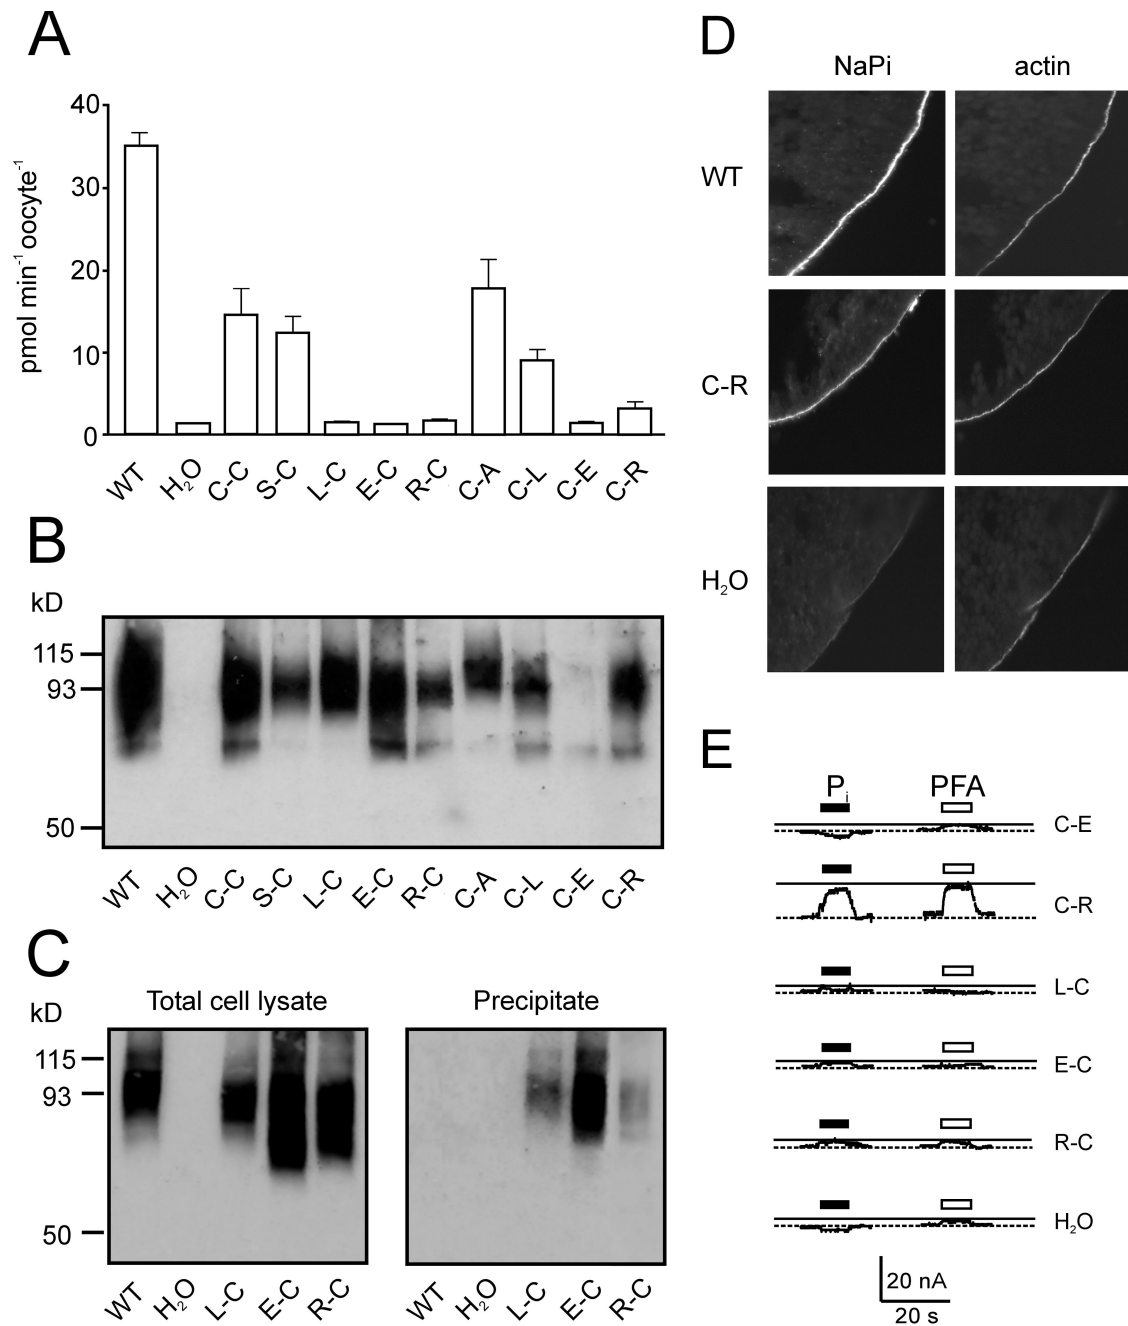 A
40
30
20
10
0
pmol min⁻¹ oocyte⁻¹
WT H₂O C-C S-C L-C E-C R-C C-A C-L C-E C-R
B
kD
115
93
50
WT H₂O C-C S-C L-C E-C R-C C-A C-L C-E C-R
C
Total cell lysate Precipitate
kD
115
93
50
WT H₂O L-C E-C R-C WT H₂O L-C E-C R-C
D
NaPi actin
WT
C-R
H₂O
E
Pᵢ PFA
C-E
C-R
L-C
E-C
R-C
H₂O
20 nA
20 s